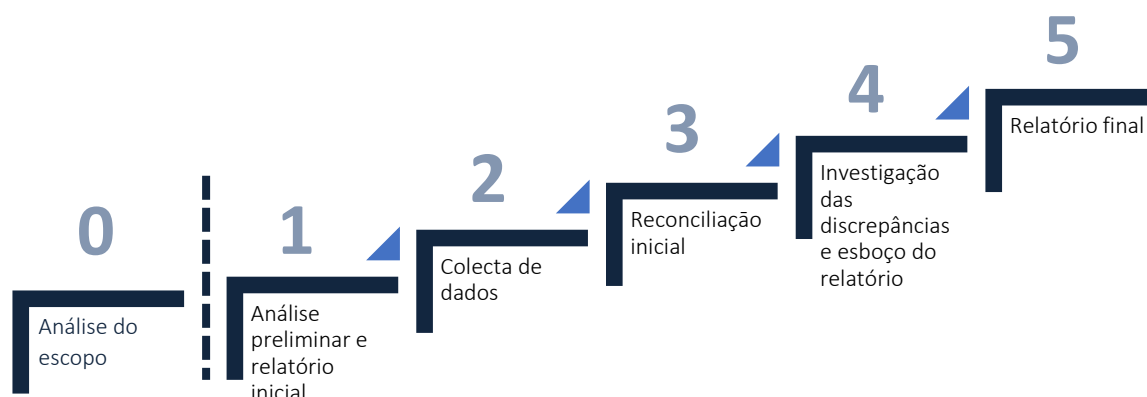 0
Análise do
escopo
1
Análise
preliminar e
relatório
inicial
2
Colecta de
dados
3
Reconciliação
inicial
4
Investigação
das
discrepâncias
e esboço do
relatório
5
Relatório final